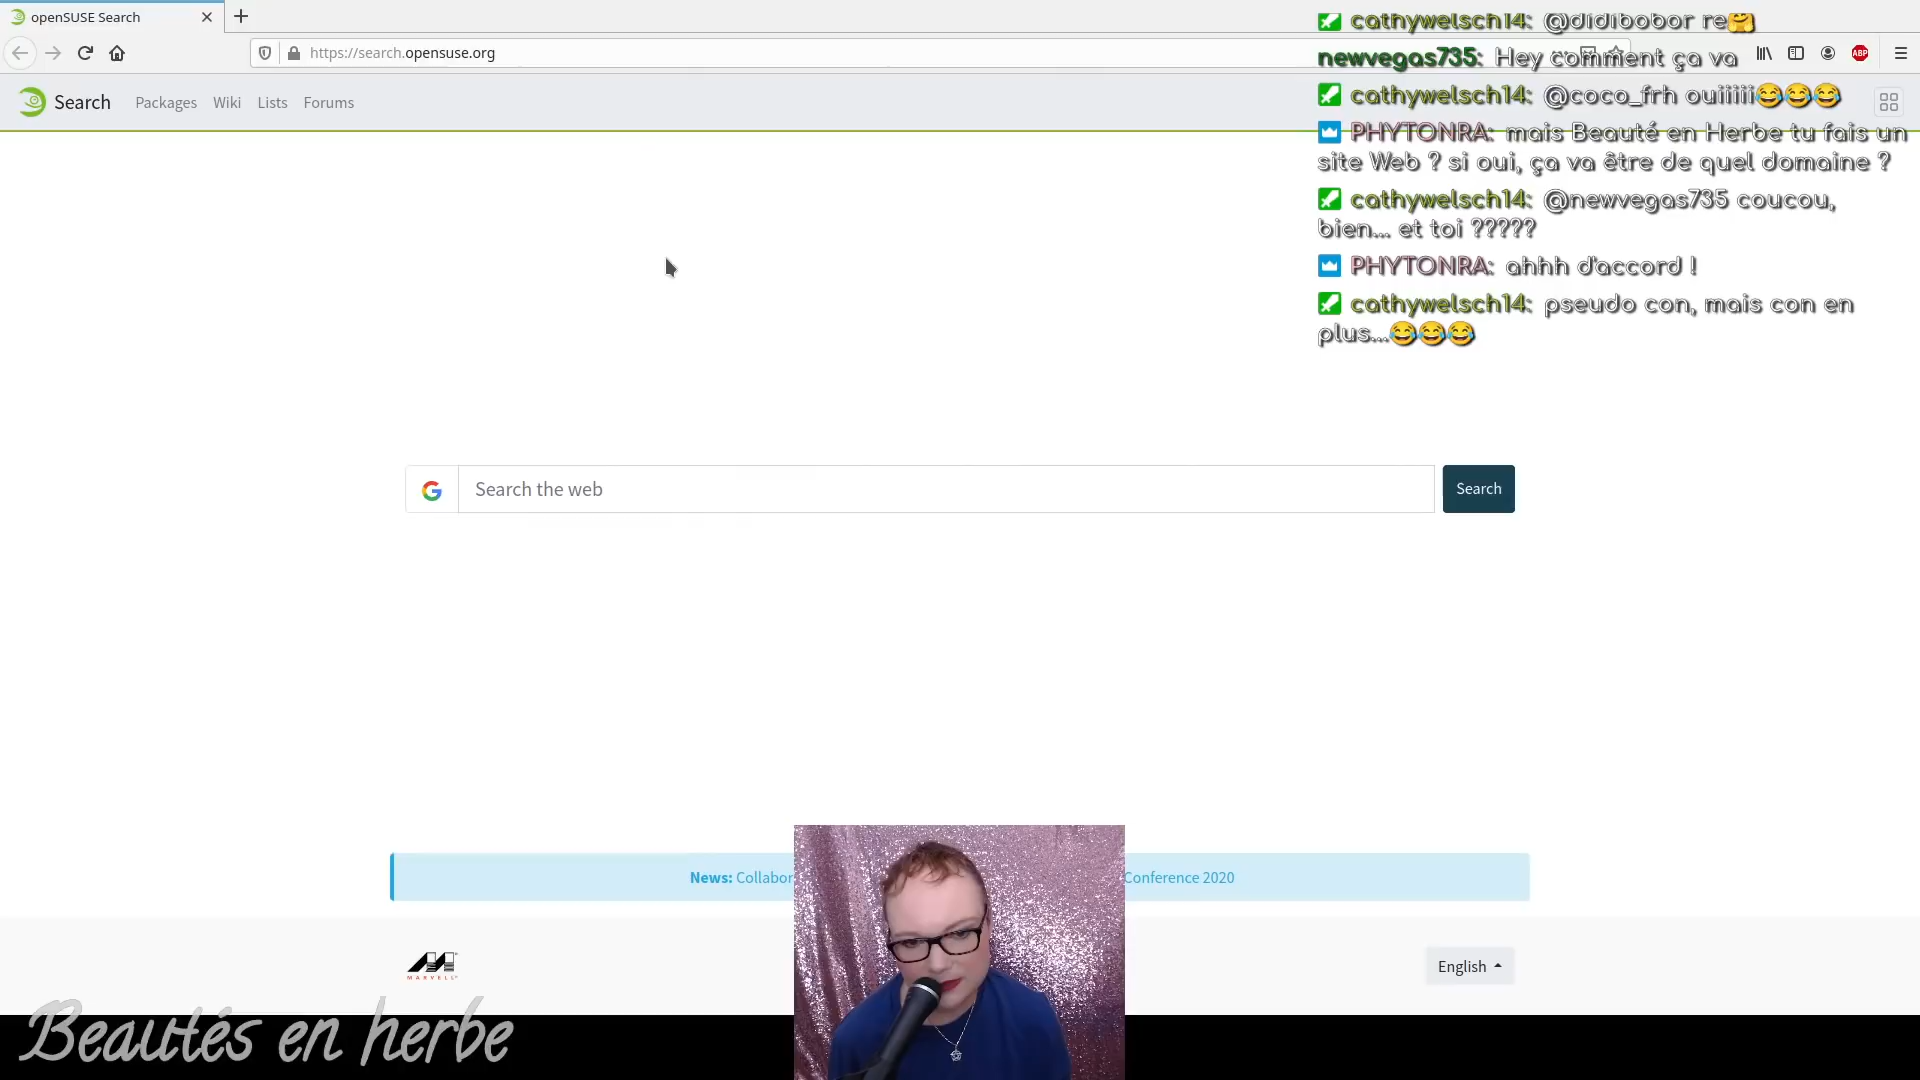 openSUSE Search
https://search.opensuse.org
ABP
Search Packages Wiki Lists Forums
cathywelsch14: @didibobor re🤗
newvegas735: Hey comment ça va
cathywelsch14: @coco_frh ouiiiii😂😂😂
PHYTONRA: mais Beauté en Herbe tu fais un
site Web ? si oui, ça va être de quel domaine ?
cathywelsch14: @newvegas735 coucou,
bien... et toi ?????
PHYTONRA: ahhh d'accord !
cathywelsch14: pseudo con, mais con en
plus...😂😂😂
Search the web
Search
News: Collabor
Conference 2020
MARVELL
English
Beautés en herbe